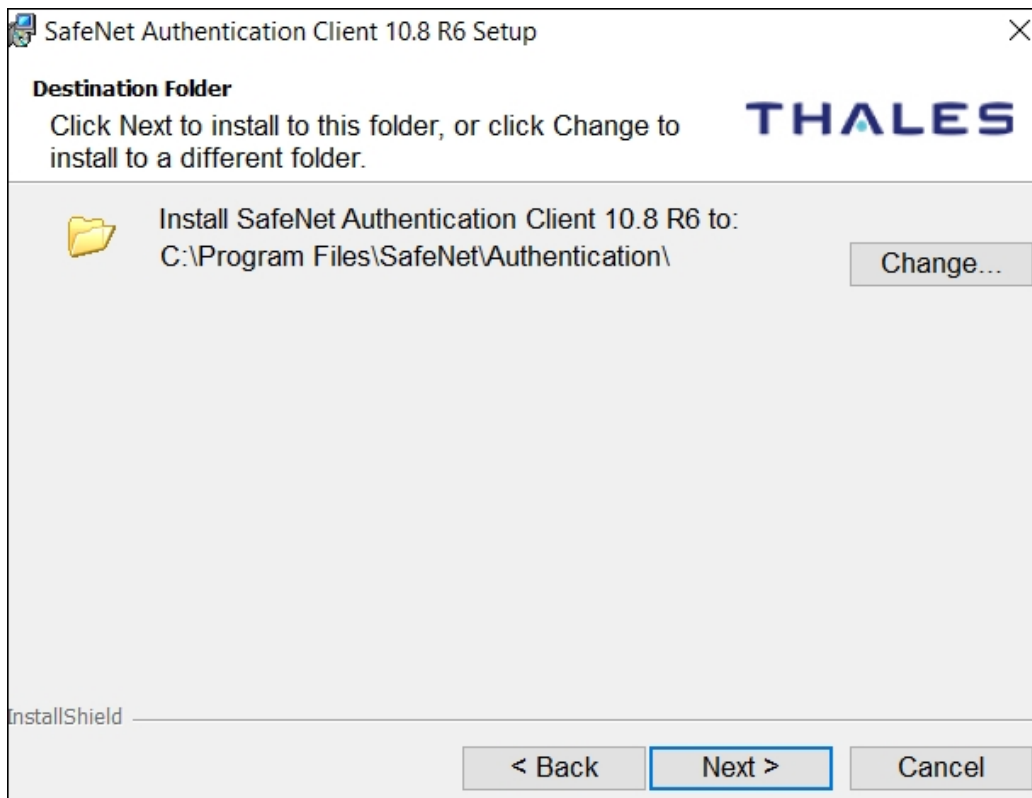 SafeNet Authentication Client 10.8 R6 Setup
Destination Folder
Click Next to install to this folder, or click Change to
install to a different folder.
THALES
Install SafeNet Authentication Client 10.8 R6 to:
C:\Program Files\SafeNet\Authentication\
Change...
InstallShield
< Back
Next >
Cancel